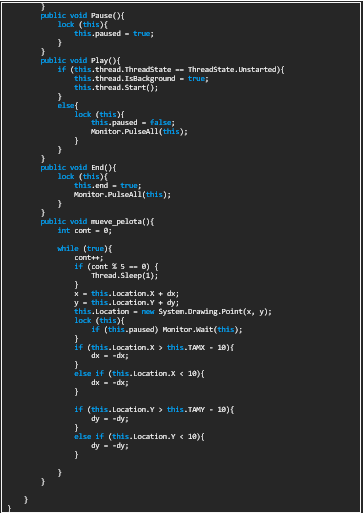 }
public void Pause(){
lock (this){
this.paused = true;
}
}
public void Play(){
if (this.thread.ThreadState == ThreadState.Unstarted){
this.thread.IsBackground = true;
this.thread.Start();
}
else{
lock (this){
this.paused = false;
Monitor.PulseAll(this);
}
}
}
public void End(){
lock (this){
this.end = true;
Monitor.PulseAll(this);
}
}
public void mueve_pelota(){
int cont = 0;
while (true){
cont++;
if (cont % 5 == 0) {
Thread.Sleep(1);
}
x = this.Location.X + dx;
y = this.Location.Y + dy;
this.Location = new System.Drawing.Point(x, y);
lock (this){
if (this.paused) Monitor.Wait(this);
}
if (this.Location.X > this.TAMX - 10){
dx = -dx;
}
else if (this.Location.X < 10){
dx = -dx;
}
if (this.Location.Y > this.TAMY - 10){
dy = -dy;
}
else if (this.Location.Y < 10){
dy = -dy;
}
}
}
}
}